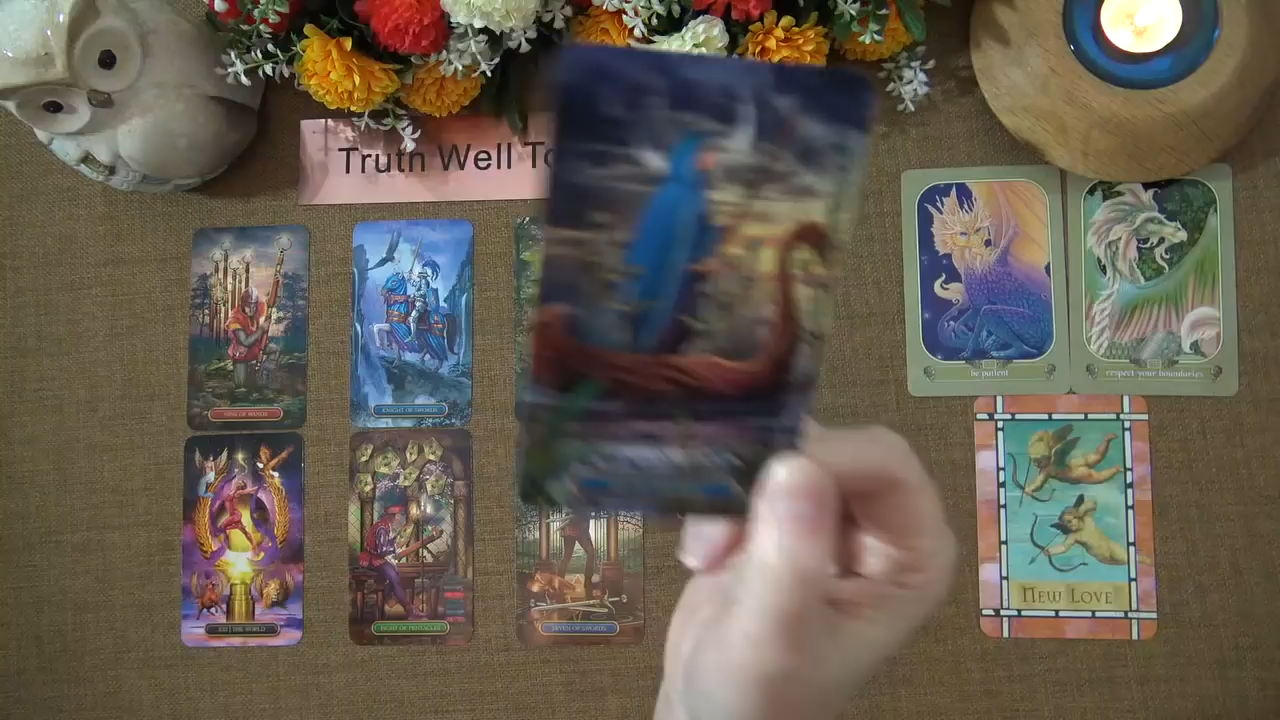 Truth Well To
NINE OF WANDS
KNIGHT OF SWORDS
XXI | THE WORLD
EIGHT OF PENTACLES
SEVEN OF SWORDS
be patient
respect your boundaries
NEW LOVE